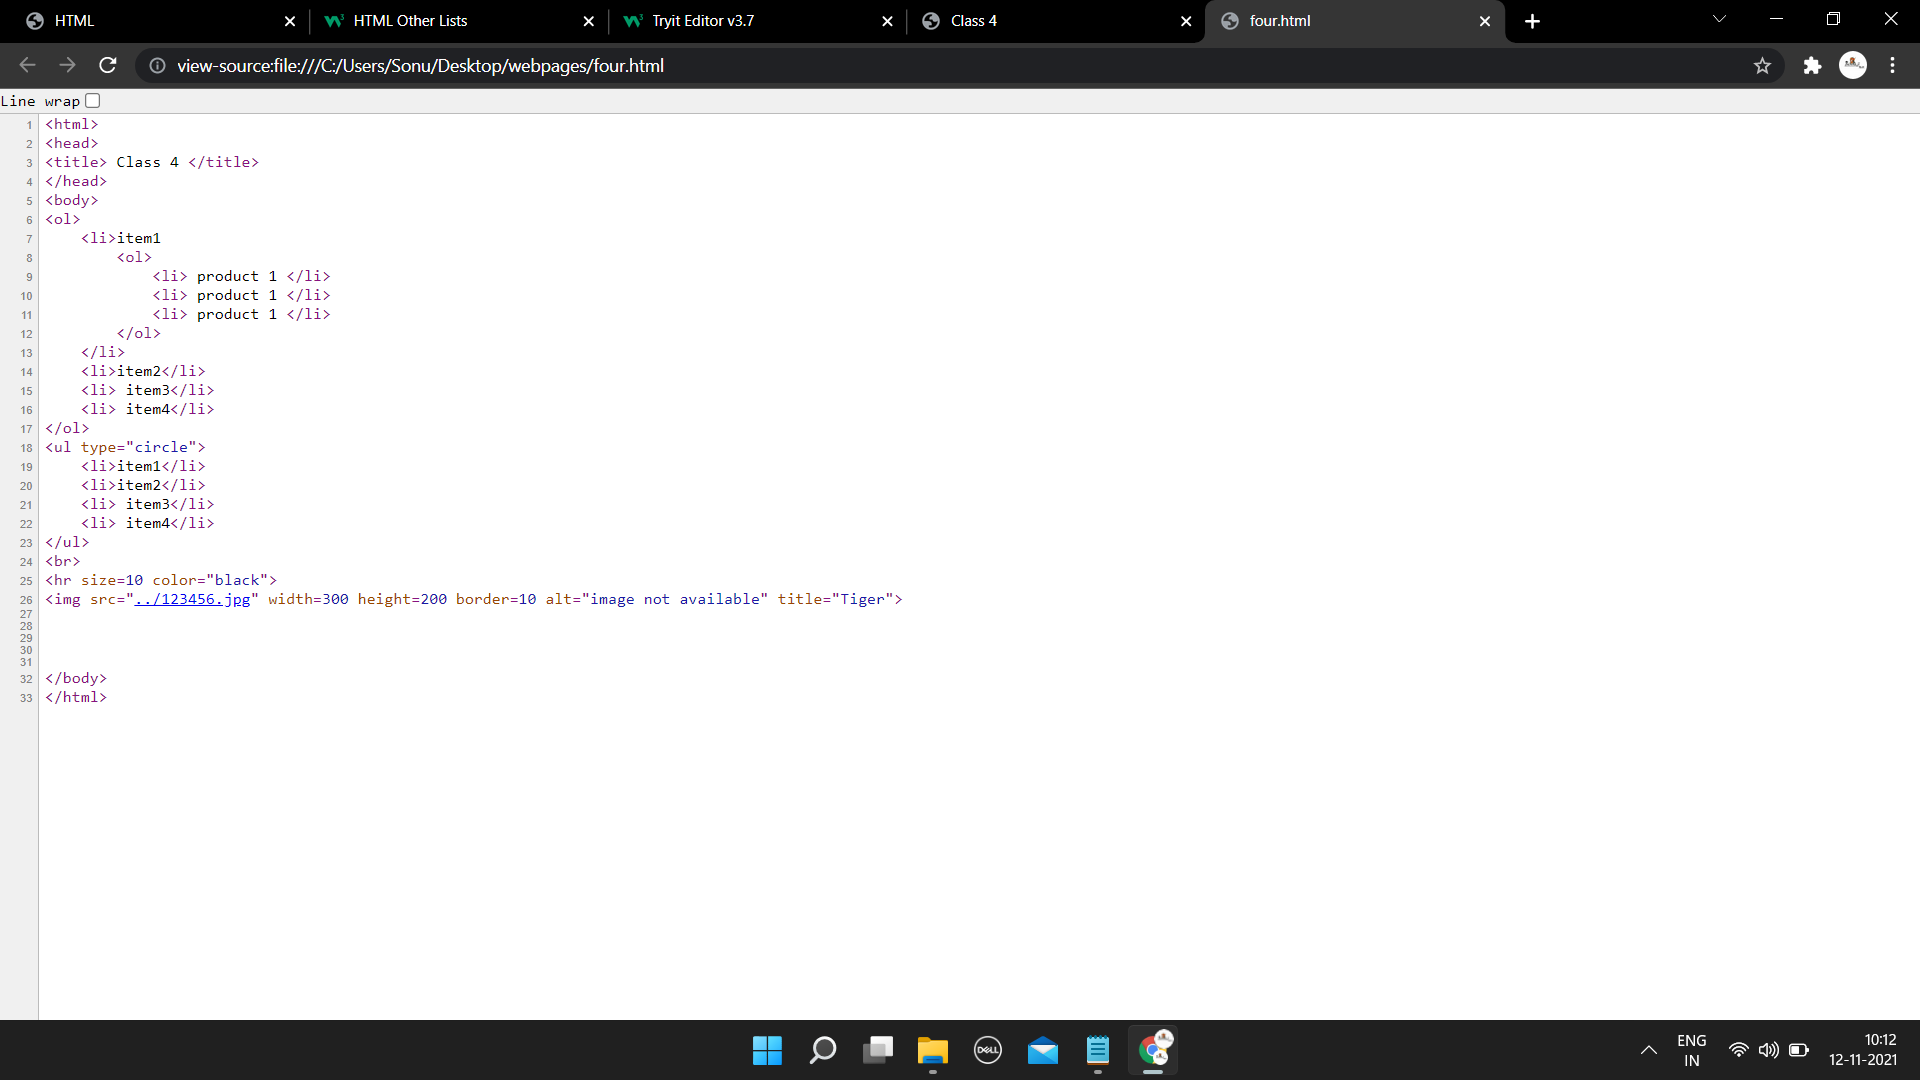 HTML
HTML Other Lists
Tryit Editor v3.7
Class 4
four.html
view-source:file:///C:/Users/Sonu/Desktop/webpages/four.html
Line wrap
1 <html>
2 <head>
3 <title> Class 4 </title>
4 </head>
5 <body>
6 <ol>
7     <li>item1
8         <ol>
9             <li> product 1 </li>
10             <li> product 1 </li>
11             <li> product 1 </li>
12         </ol>
13     </li>
14     <li>item2</li>
15     <li> item3</li>
16     <li> item4</li>
17 </ol>
18 <ul type="circle">
19     <li>item1</li>
20     <li>item2</li>
21     <li> item3</li>
22     <li> item4</li>
23 </ul>
24 <br>
25 <hr size=10 color="black">
26 <img src="../123456.jpg" width=300 height=200 border=10 alt="image not available" title="Tiger">
27
28
29
30
31
32 </body>
33 </html>
DELL
ENG
IN
10:12
12-11-2021